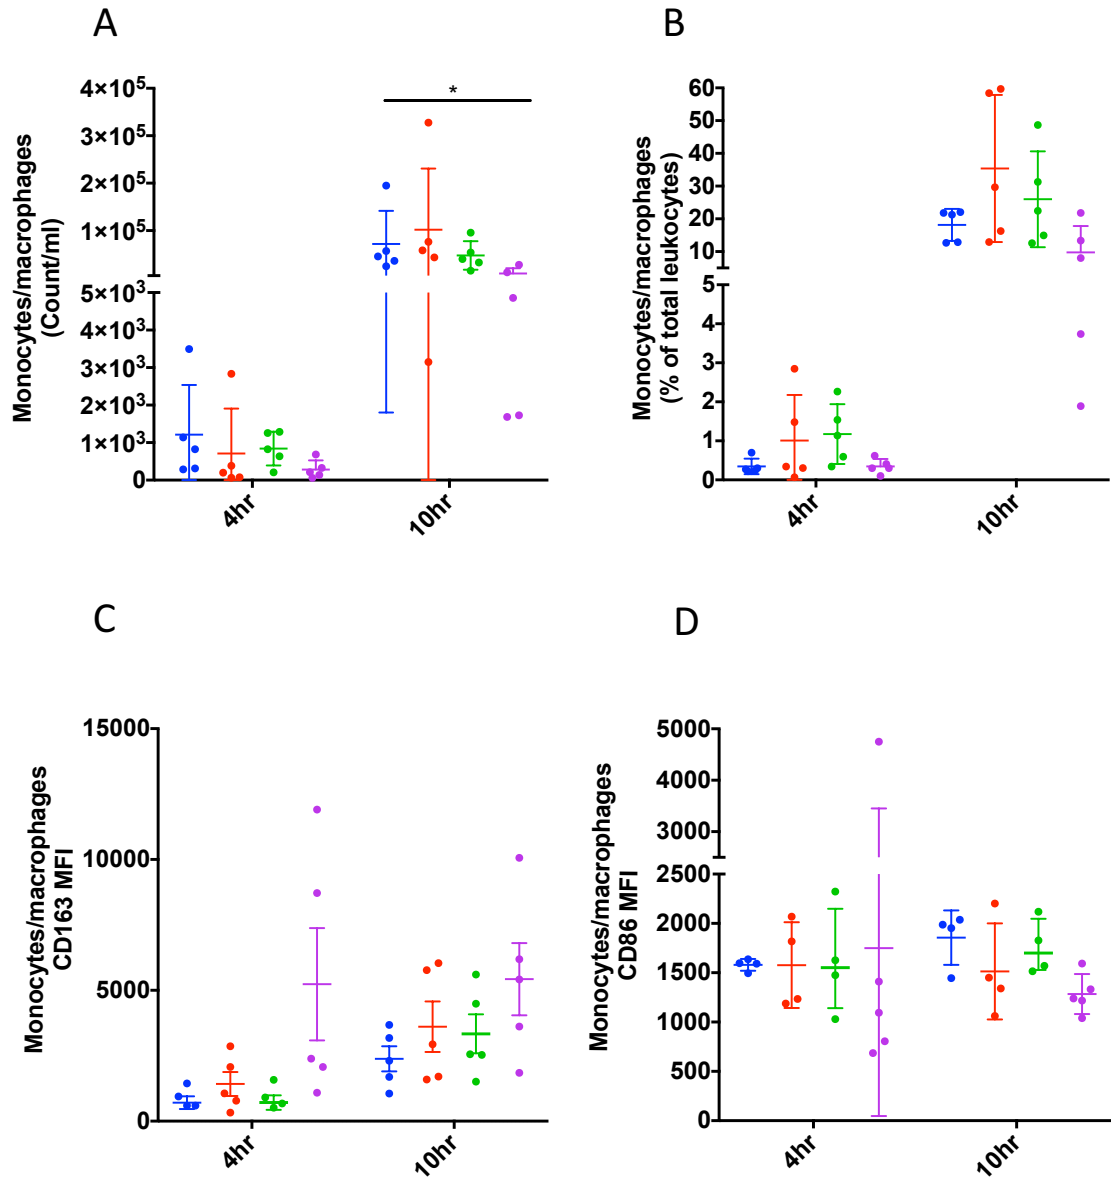 A
Monocytes/macrophages
(Count/ml)
4×10⁵
3×10⁵
2×10⁵
1×10⁵
5×10³
4×10³
3×10³
2×10³
1×10³
0
*
4hr
10hr
B
Monocytes/macrophages
(% of total leukocytes)
60
50
40
30
20
10
5
4
3
2
1
0
4hr
10hr
C
Monocytes/macrophages
CD163 MFI
15000
10000
5000
0
4hr
10hr
D
Monocytes/macrophages
CD86 MFI
5000
4000
3000
2500
2000
1500
1000
500
0
4hr
10hr